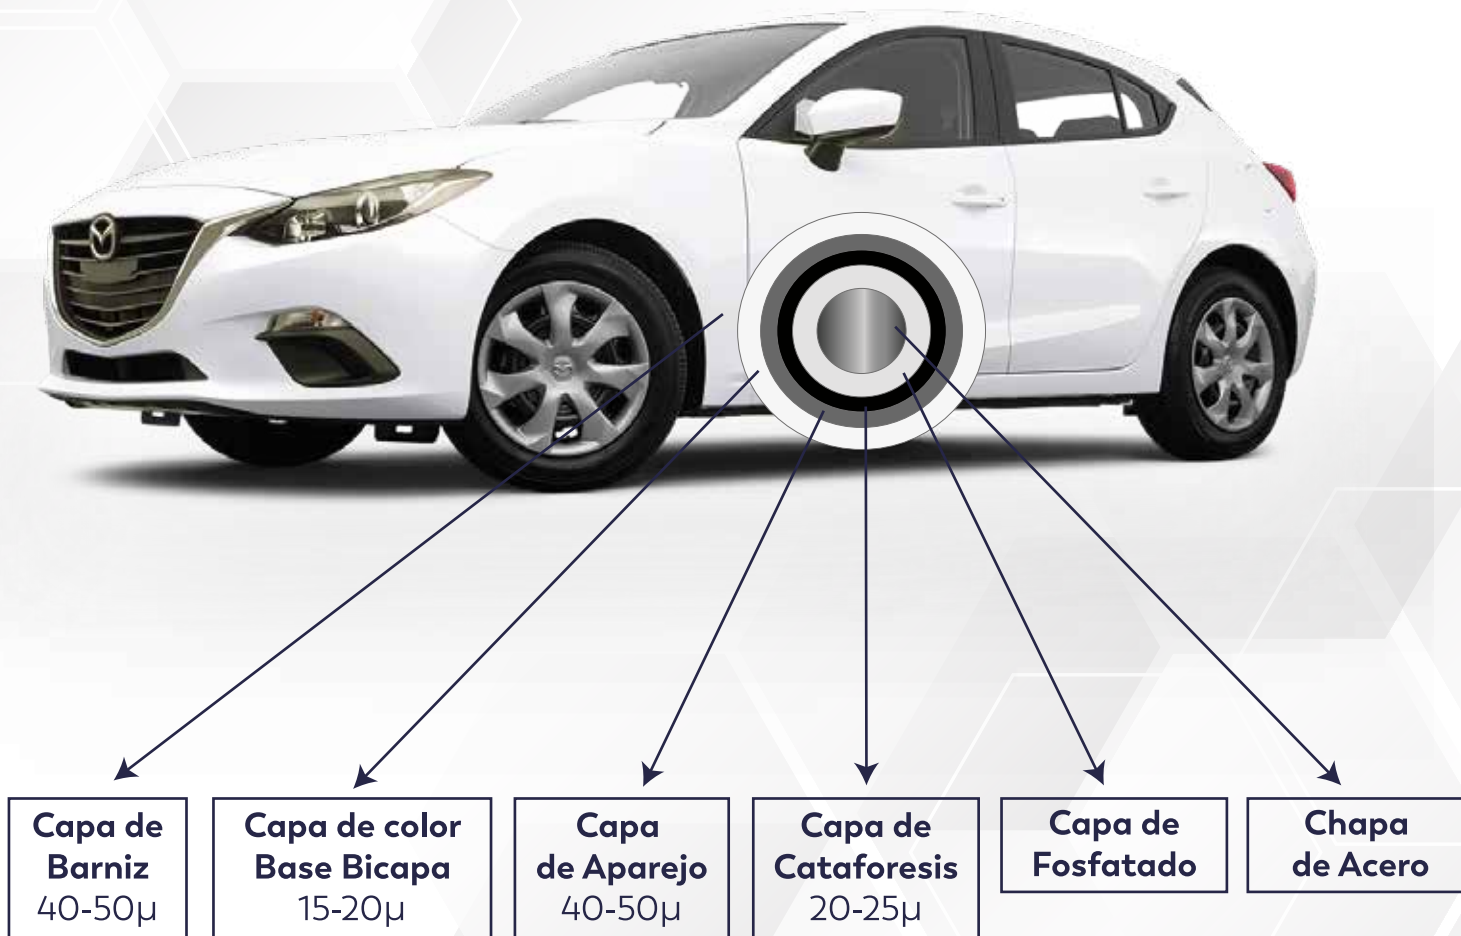 Capa de
Barniz
40-50µ
Capa de color
Base Bicapa
15-20µ
Capa
de Aparejo
40-50µ
Capa de
Cataforesis
20-25µ
Capa de
Fosfatado
Chapa
de Acero